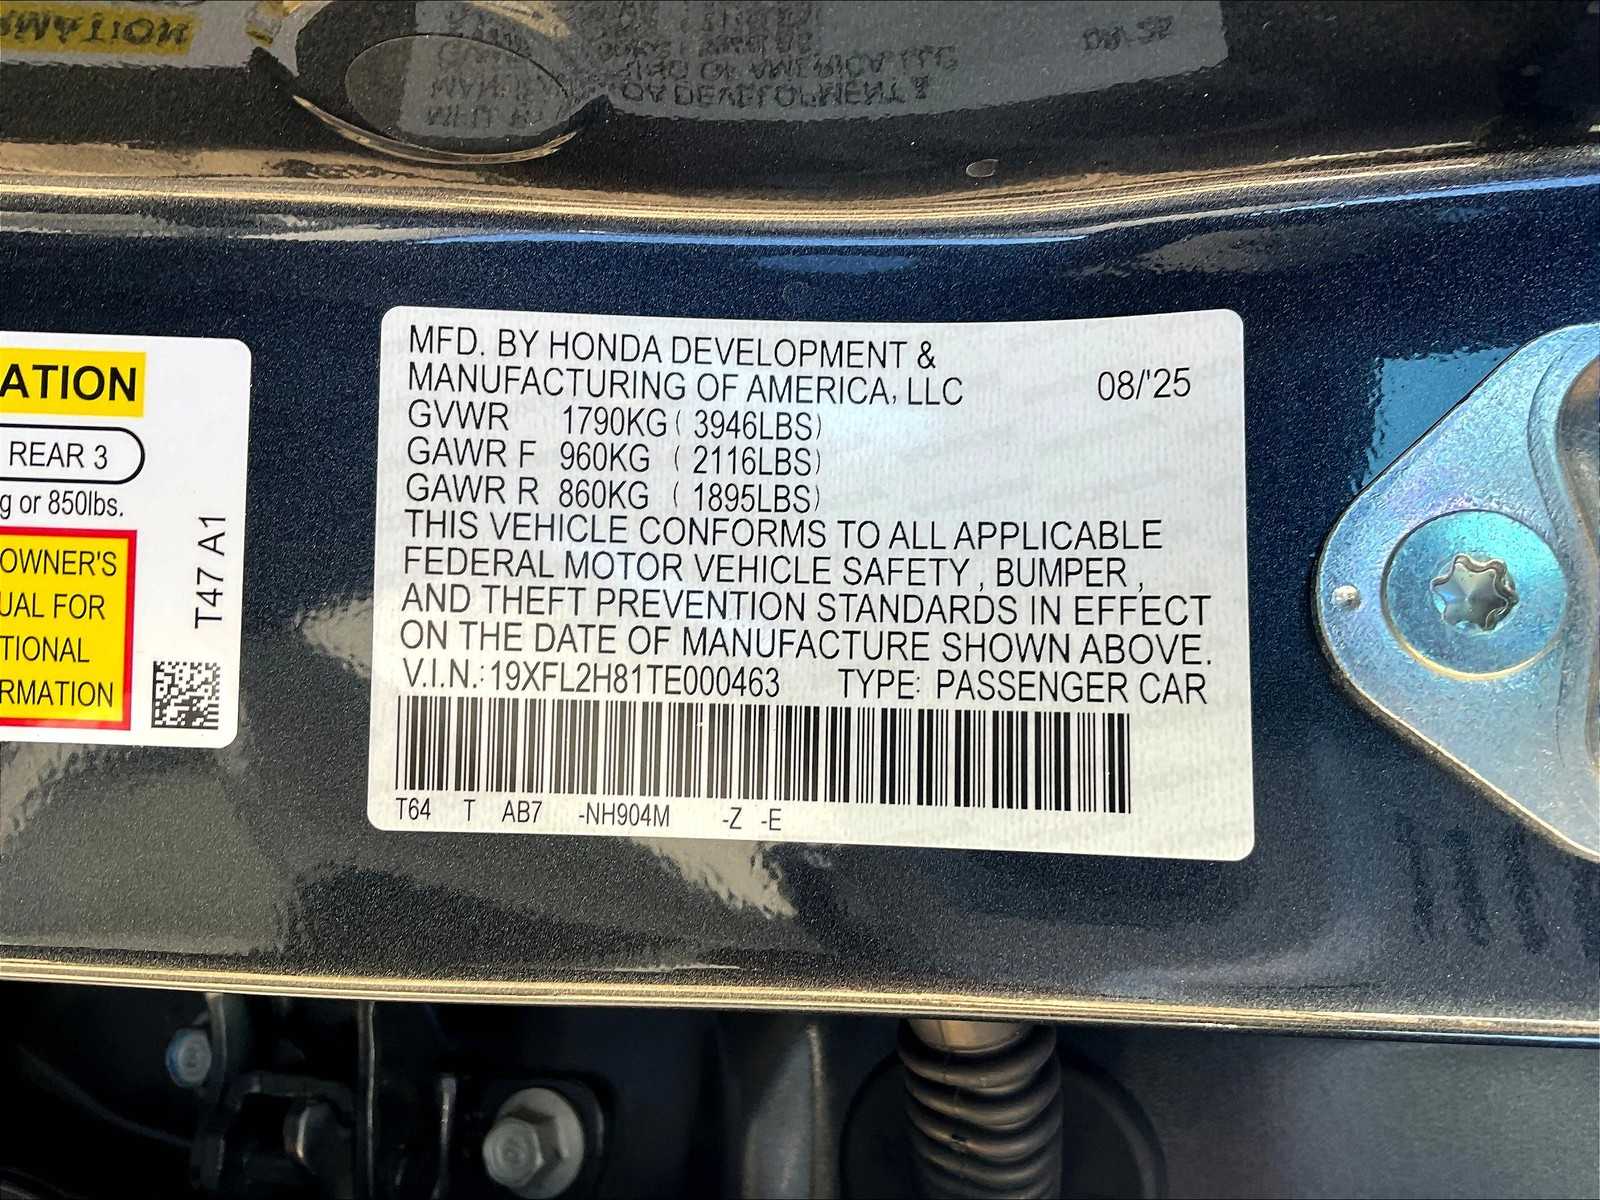 ATION
REAR 3
g or 850lbs.
OWNER'S
UAL FOR
TIONAL
RMATION
T47 A1
MFD. BY HONDA DEVELOPMENT &
MANUFACTURING OF AMERICA, LLC 08/'25
GVWR 1790KG ( 3946LBS)
GAWR F 960KG ( 2116LBS)
GAWR R 860KG ( 1895LBS)
THIS VEHICLE CONFORMS TO ALL APPLICABLE
FEDERAL MOTOR VEHICLE SAFETY , BUMPER ,
AND THEFT PREVENTION STANDARDS IN EFFECT
ON THE DATE OF MANUFACTURE SHOWN ABOVE.
V.I.N.: 19XFL2H81TE000463 TYPE: PASSENGER CAR
T64 T AB7 -NH904M -Z -E